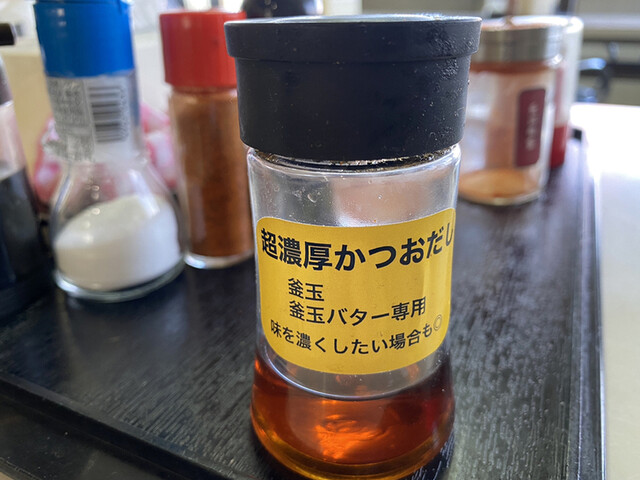 超濃厚かつおだし
釜玉
釜玉バター専用
味を濃くしたい場合も◎